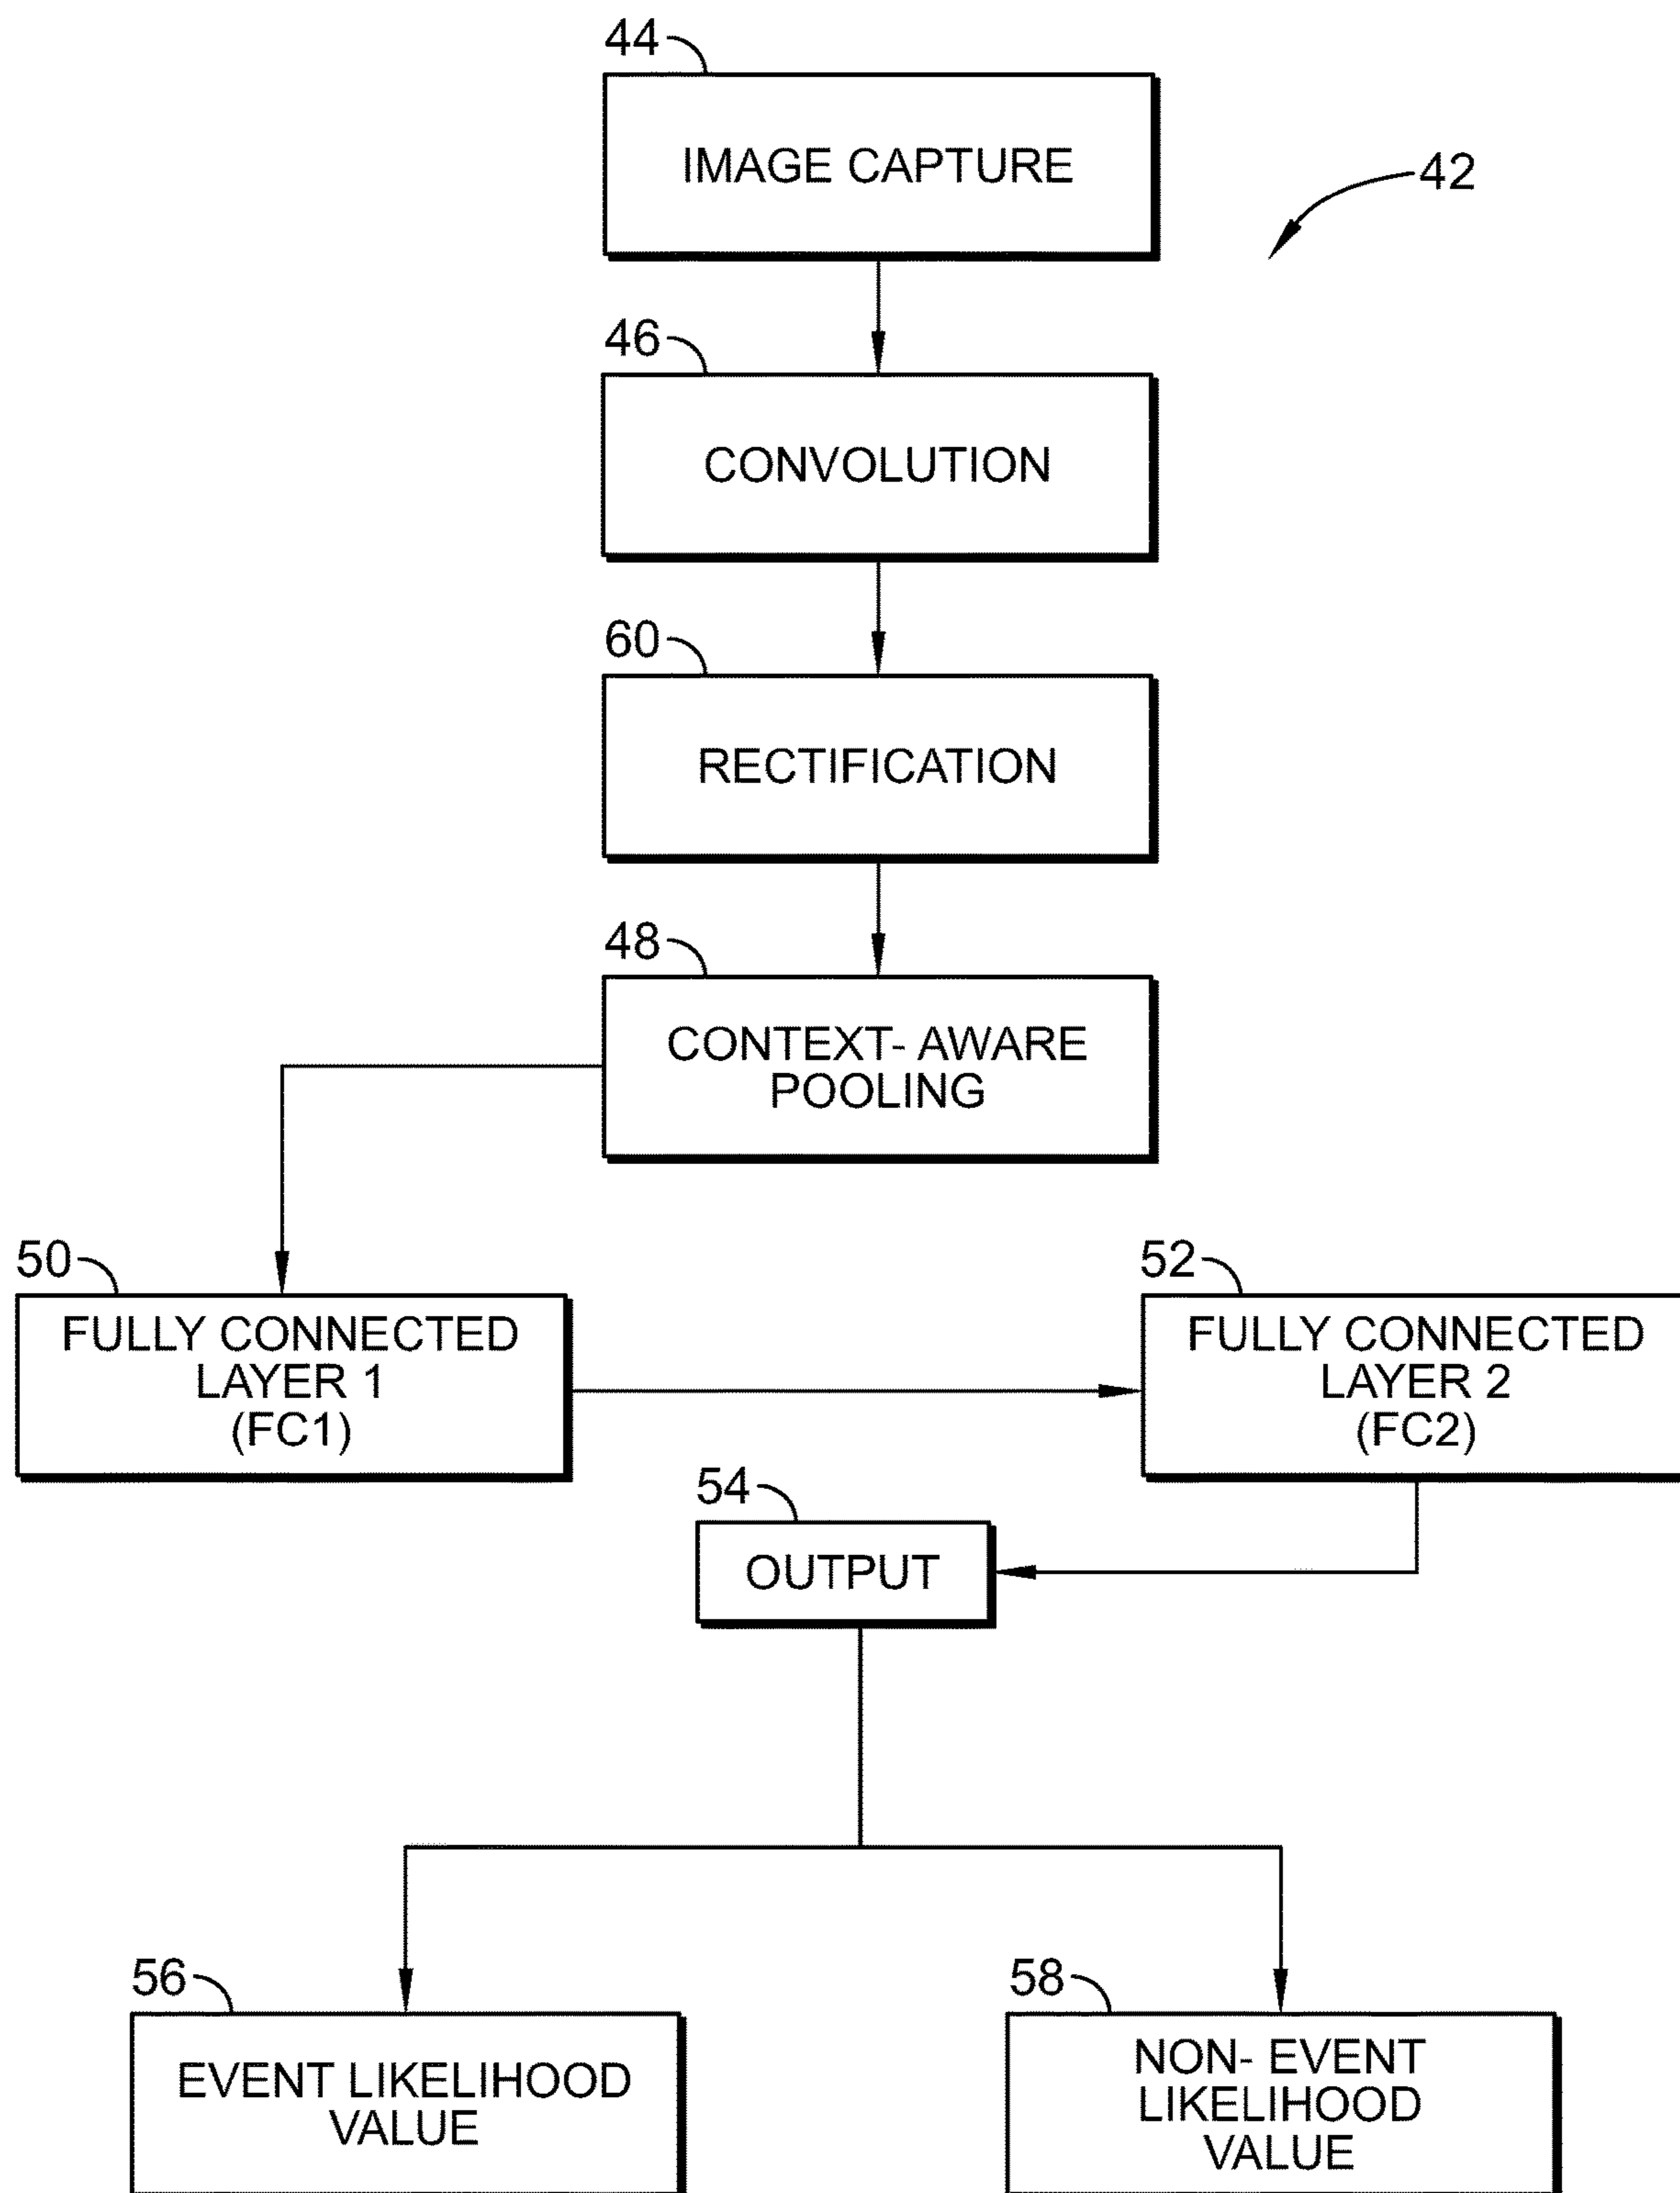 44
IMAGE CAPTURE
42
46
CONVOLUTION
60
RECTIFICATION
48
CONTEXT- AWARE
POOLING
50
FULLY CONNECTED
LAYER 1
(FC1)
52
FULLY CONNECTED
LAYER 2
(FC2)
54
OUTPUT
56
EVENT LIKELIHOOD
VALUE
58
NON- EVENT
LIKELIHOOD
VALUE